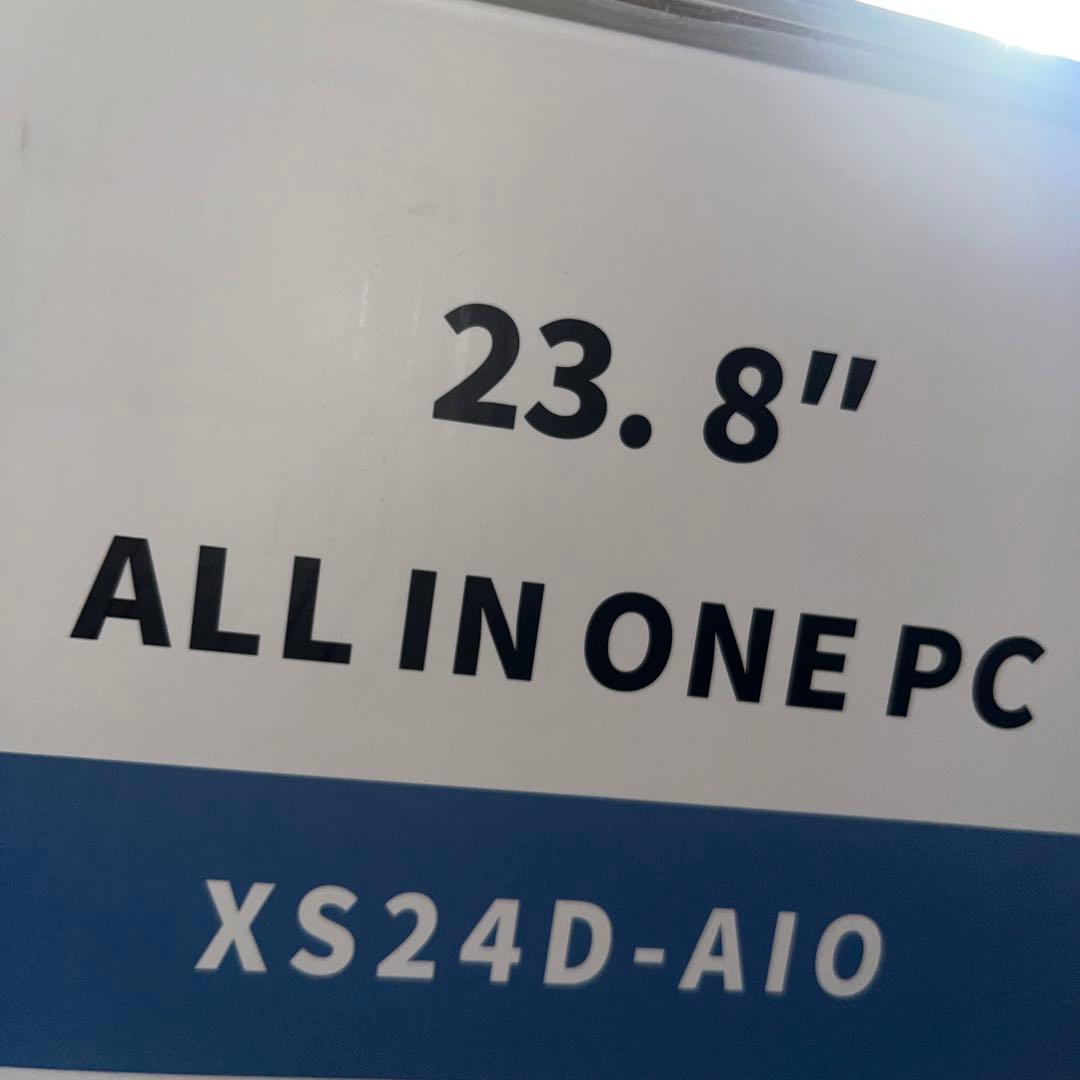 23. 8"
ALL IN ONE PC
XS24D-AIO